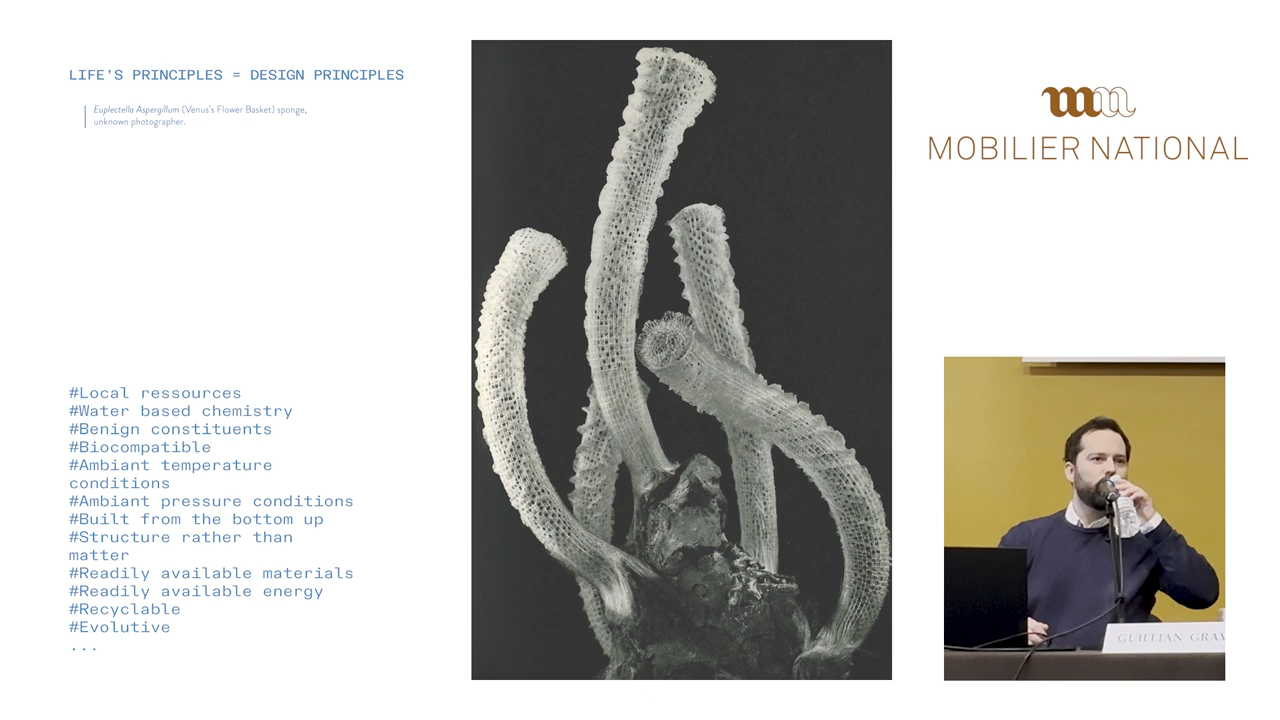 LIFE'S PRINCIPLES = DESIGN PRINCIPLES
Euplectella Aspergillum (Venus's Flower Basket) sponge,
unknown photographer.
#Local ressources
#Water based chemistry
#Benign constituents
#Biocompatible
#Ambiant temperature
conditions
#Ambiant pressure conditions
#Built from the bottom up
#Structure rather than
matter
#Readily available materials
#Readily available energy
#Recyclable
#Evolutive
...
mm
MOBILIER NATIONAL
GUILLIAN GRAV